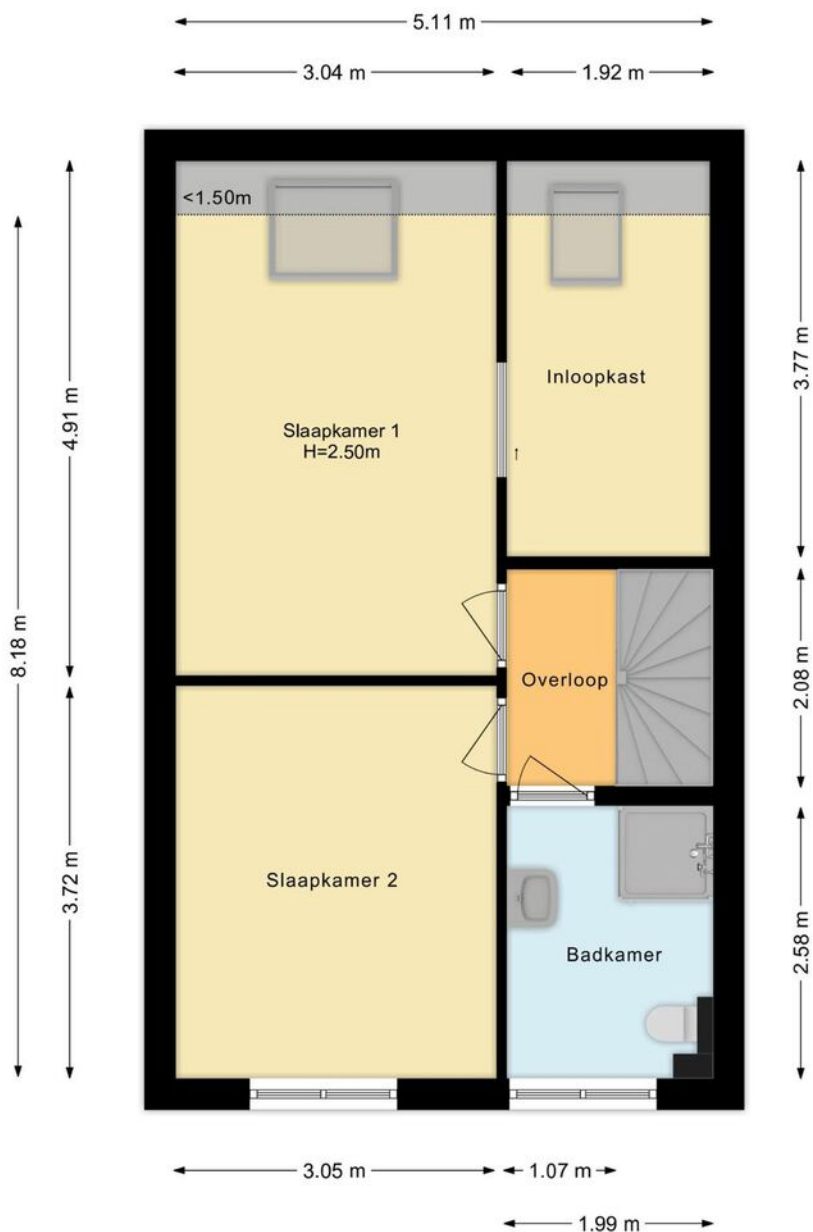 5.11 m
3.04 m
1.92 m
<1.50m
3.77 m
Inloopkast
4.91 m
Slaapkamer 1
H=2.50m
↑
8.18 m
Overloop
2.08 m
3.72 m
Slaapkamer 2
Badkamer
2.58 m
3.05 m
1.07 m
1.99 m